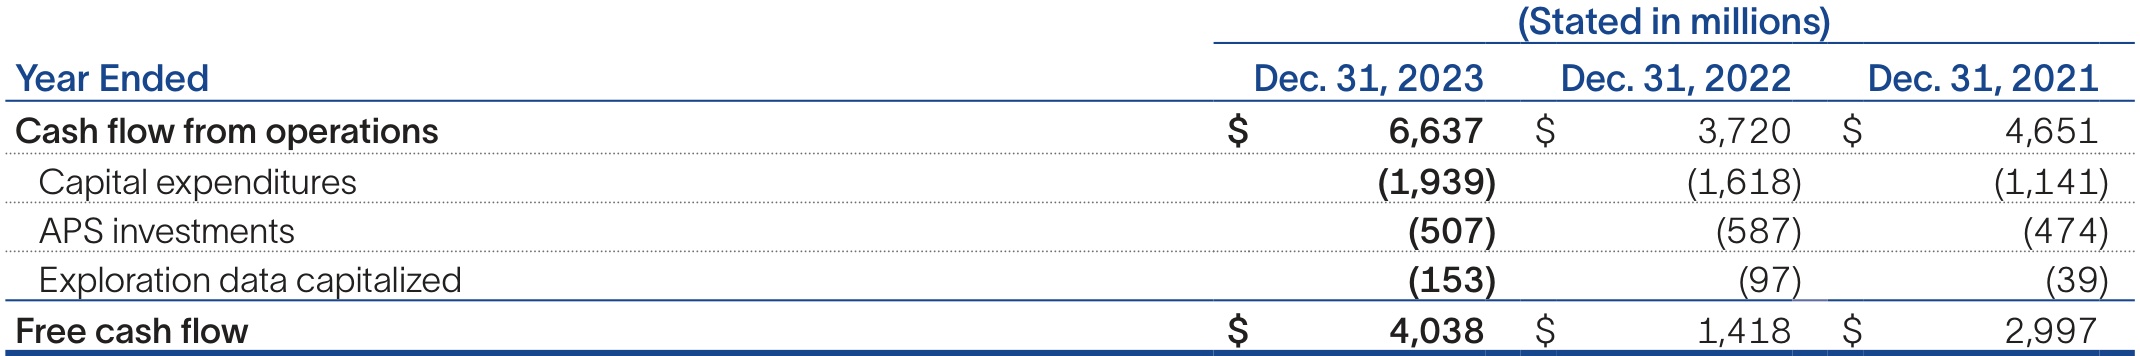 (Stated in millions)
Year Ended Dec. 31, 2023 Dec. 31, 2022 Dec. 31, 2021
Cash flow from operations $ 6,637 $ 3,720 $ 4,651
Capital expenditures (1,939) (1,618) (1,141)
APS investments (507) (587) (474)
Exploration data capitalized (153) (97) (39)
Free cash flow $ 4,038 $ 1,418 $ 2,997